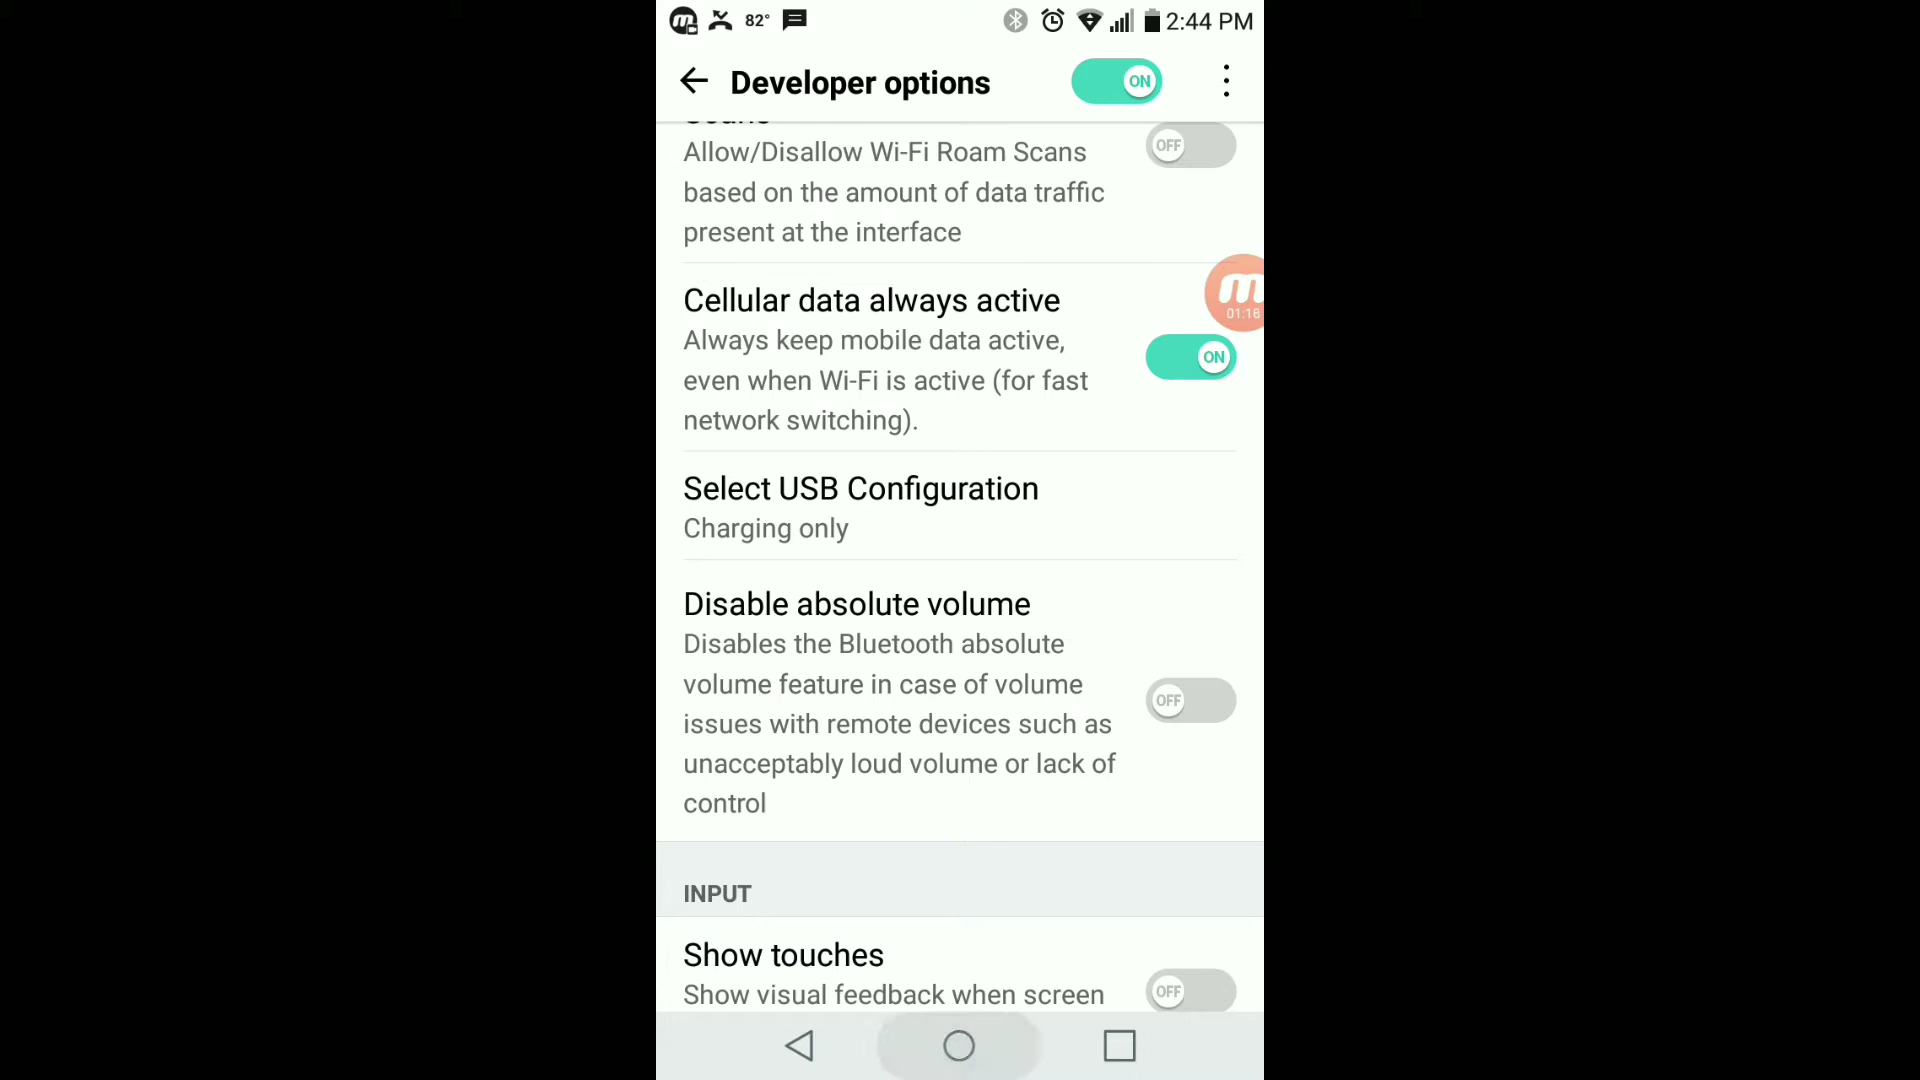 82°
2:44 PM
Developer options
ON
OFF
Allow/Disallow Wi-Fi Roam Scans
based on the amount of data traffic
present at the interface
Cellular data always active
01:16
Always keep mobile data active,
even when Wi-Fi is active (for fast
network switching).
ON
Select USB Configuration
Charging only
Disable absolute volume
Disables the Bluetooth absolute
volume feature in case of volume
issues with remote devices such as
unacceptably loud volume or lack of
control
OFF
INPUT
Show touches
Show visual feedback when screen
OFF